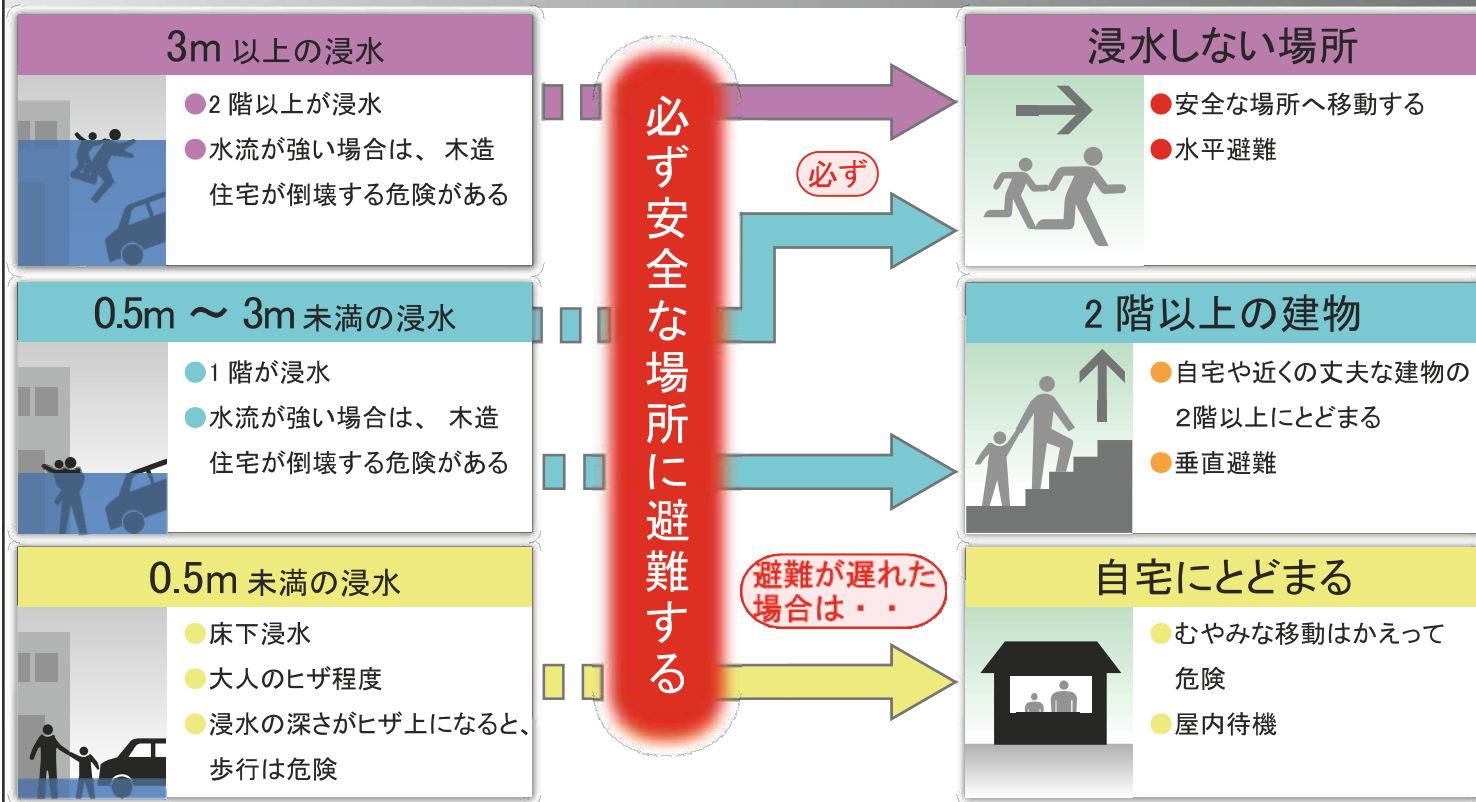 3m 以上の浸水
●2 階以上が浸水
●水流が強い場合は、 木造
住宅が倒壊する危険がある
0.5m ～ 3m 未満の浸水
●1 階が浸水
●水流が強い場合は、 木造
住宅が倒壊する危険がある
0.5m 未満の浸水
●床下浸水
●大人のヒザ程度
●浸水の深さがヒザ上になると、
歩行は危険
必ず安全な場所に避難する
必ず
避難が遅れた
場合は・・
浸水しない場所
●安全な場所へ移動する
●水平避難
2 階以上の建物
●自宅や近くの丈夫な建物の
２階以上にとどまる
●垂直避難
自宅にとどまる
●むやみな移動はかえって
危険
●屋内待機